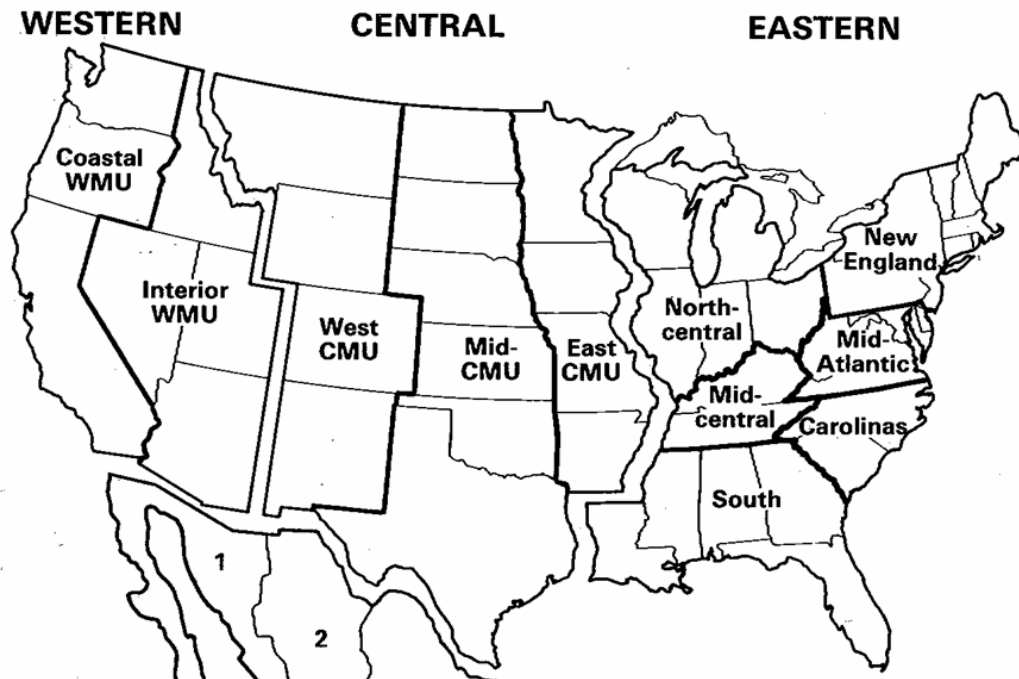 WESTERN
CENTRAL
EASTERN
Coastal
WMU
Interior
WMU
West
CMU
Mid-
CMU
East
CMU
North-
central
New
England
Mid-
Atlantic
Mid-
central
Carolinas
South
1
2